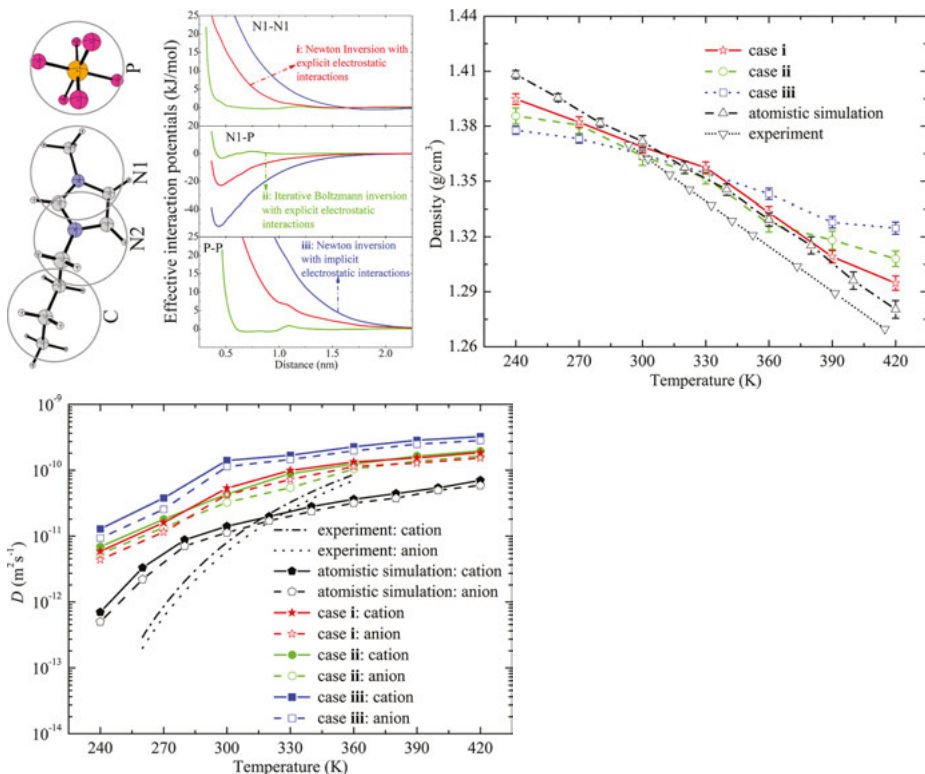 P
N1
N2
C
Effective interaction potentials (kJ/mol)
25
20
15
10
5
0
N1-N1
i: Newton Inversion with
explicit electrostatic
interactions
20
10
0
-10
-20
N1-P
ii: Iterative Boltzmann inversion
with explicit electrostatic
interactions
-25
20
15
10
5
0
P-P
iii: Newton inversion
with implicit
electrostatic interactions
0.5
1.0
1.5
2.0
Distance (nm)
Density (g/cm³)
1.44
1.41
1.38
1.35
1.32
1.29
1.26
case i
case ii
case iii
atomistic simulation
experiment
240 270 300 330 360 390 420
Temperature (K)
D (m² s⁻¹)
10⁻⁹
10⁻¹⁰
10⁻¹¹
10⁻¹²
10⁻¹³
10⁻¹⁴
experiment: cation
experiment: anion
atomistic simulation: cation
atomistic simulation: anion
case i: cation
case i: anion
case ii: cation
case ii: anion
case iii: cation
case iii: anion
240 270 300 330 360 390 420
Temperature (K)